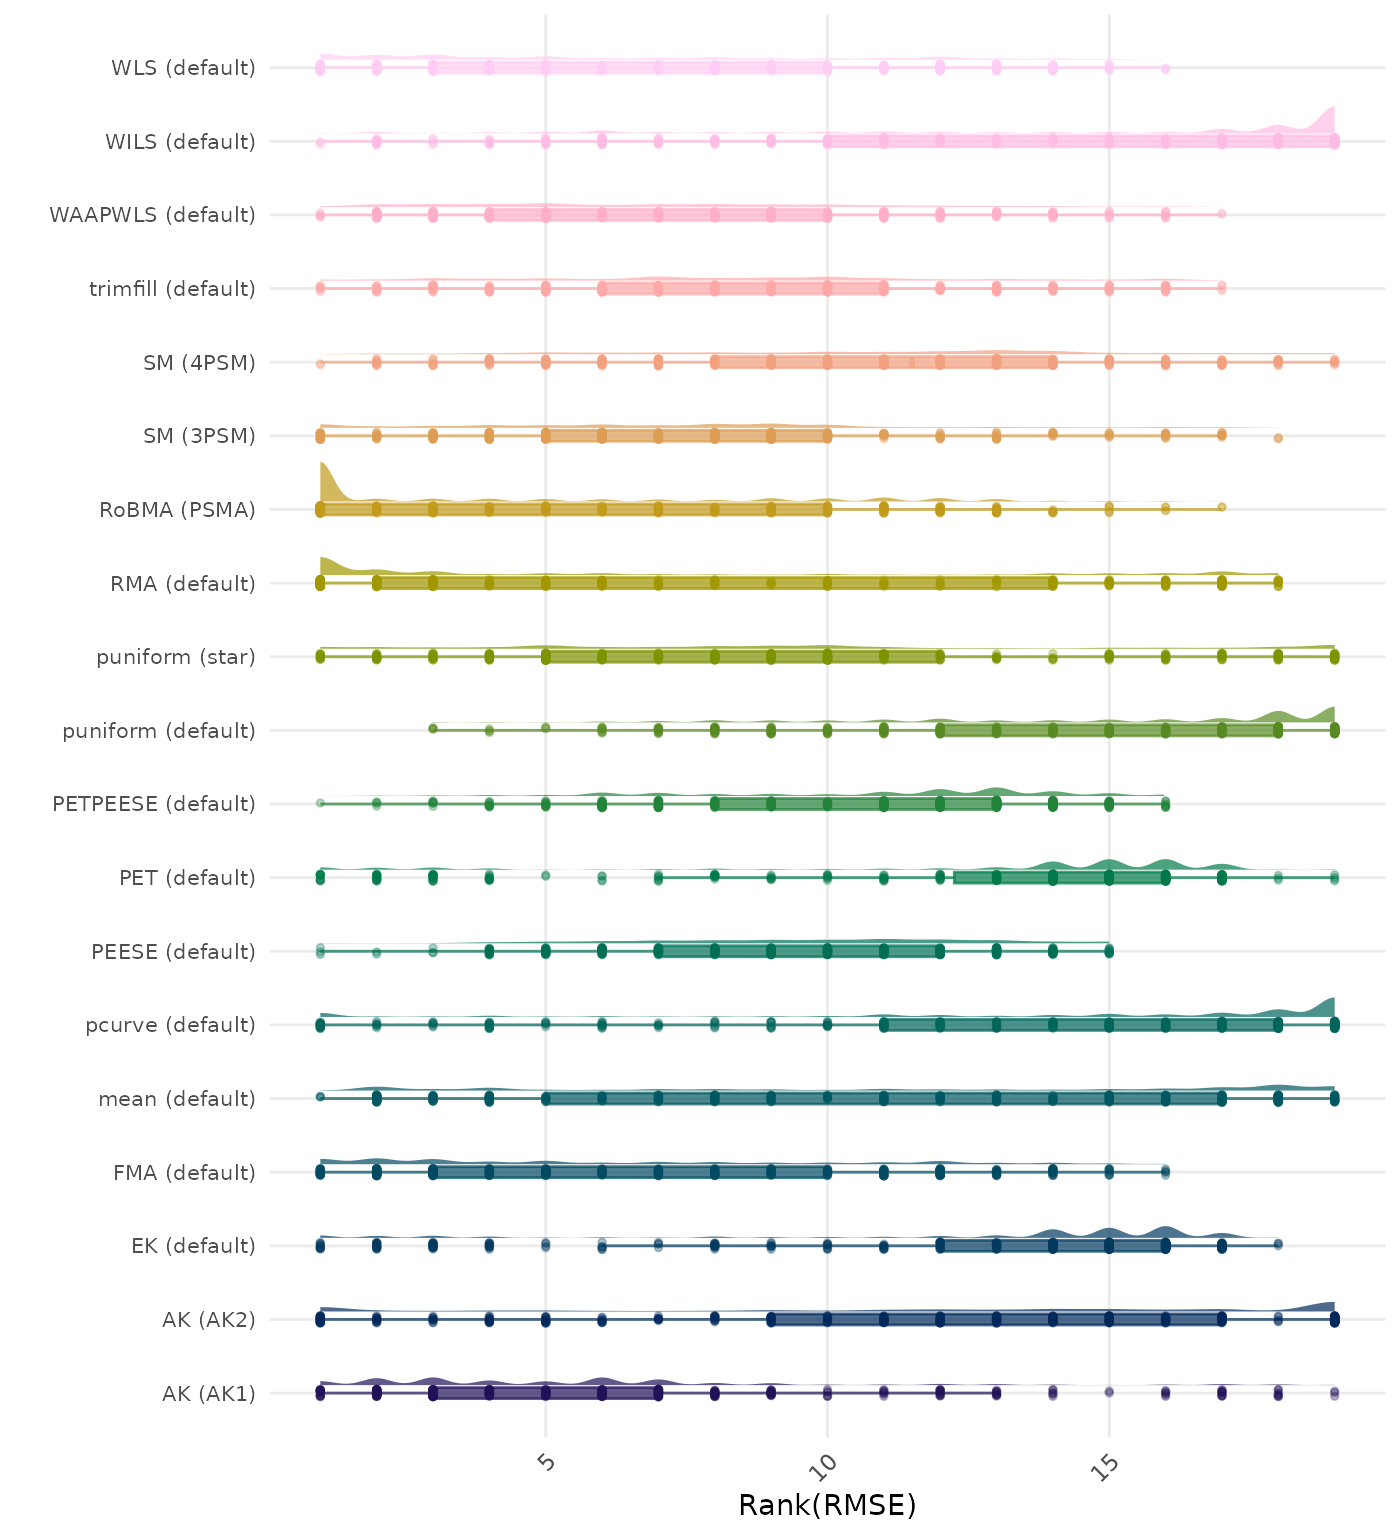 WLS (default)
WILS (default)
WAAPWLS (default)
trimfill (default)
SM (4PSM)
SM (3PSM)
RoBMA (PSMA)
RMA (default)
puniform (star)
puniform (default)
PETPEESE (default)
PET (default)
PEESE (default)
pcurve (default)
mean (default)
FMA (default)
EK (default)
AK (AK2)
AK (AK1)
5 10 15
Rank(RMSE)